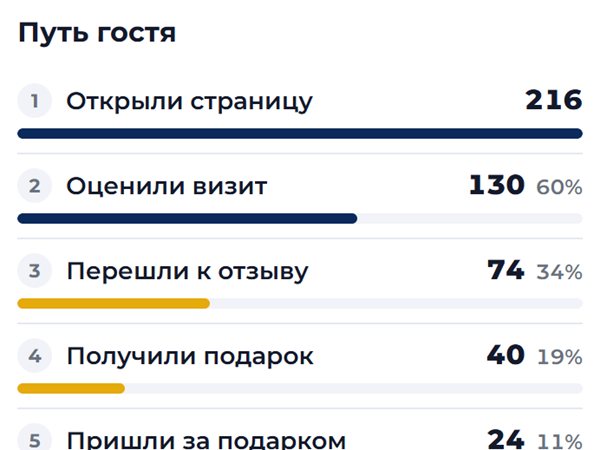 Путь гостя
1 Открыли страницу 216
2 Оценили визит 130 60%
3 Перешли к отзыву 74 34%
4 Получили подарок 40 19%
5 Пришли за подарком 24 11%